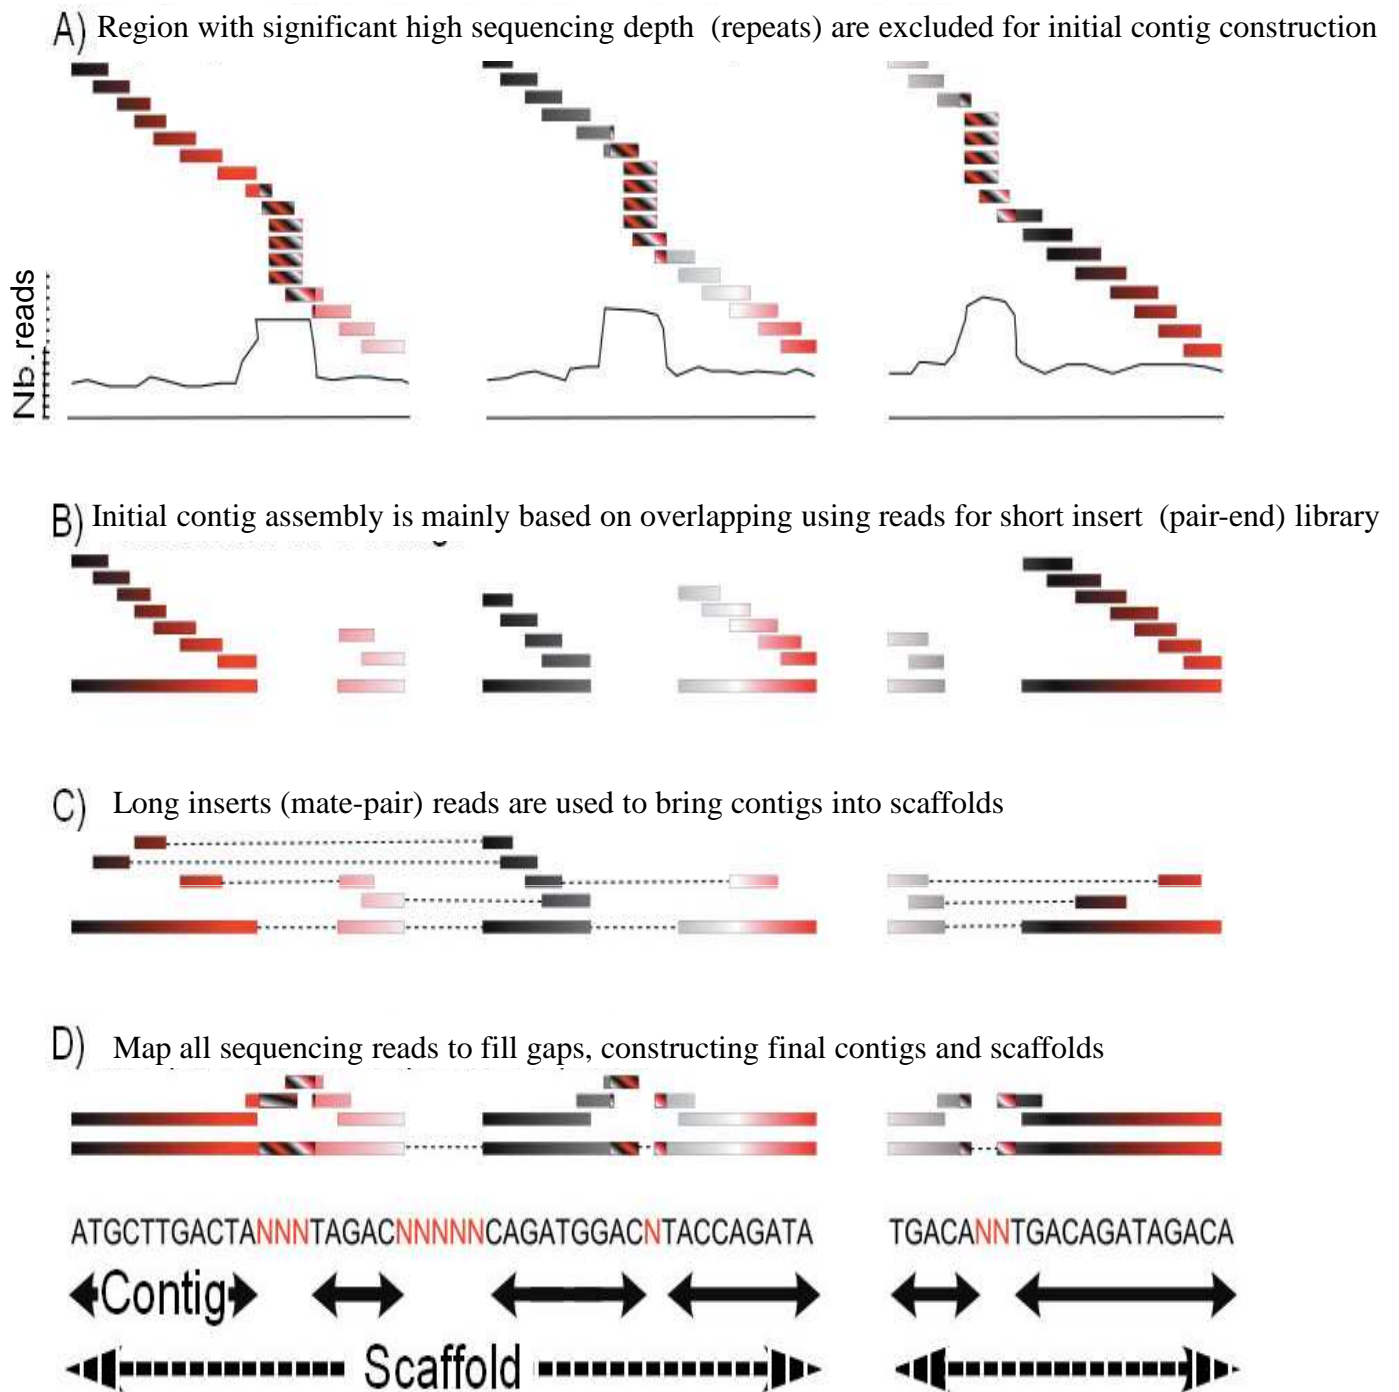 A) Region with significant high sequencing depth (repeats) are excluded for initial contig construction
Nb.reads
B) Initial contig assembly is mainly based on overlapping using reads for short insert (pair-end) library
C) Long inserts (mate-pair) reads are used to bring contigs into scaffolds
D) Map all sequencing reads to fill gaps, constructing final contigs and scaffolds
ATGCTTGACTANNNTAGACNNNNNCAGATGGACNTACCAGATA TGACANNTGACAGATAGACA
Contig
Scaffold